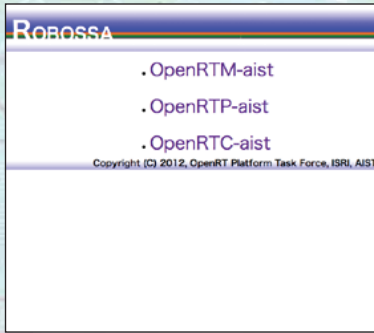 ROBOSSA
. OpenRTM-aist
. OpenRTP-aist
. OpenRTC-aist
Copyright (C) 2012, OpenRT Platform Task Force, ISRI, AIST